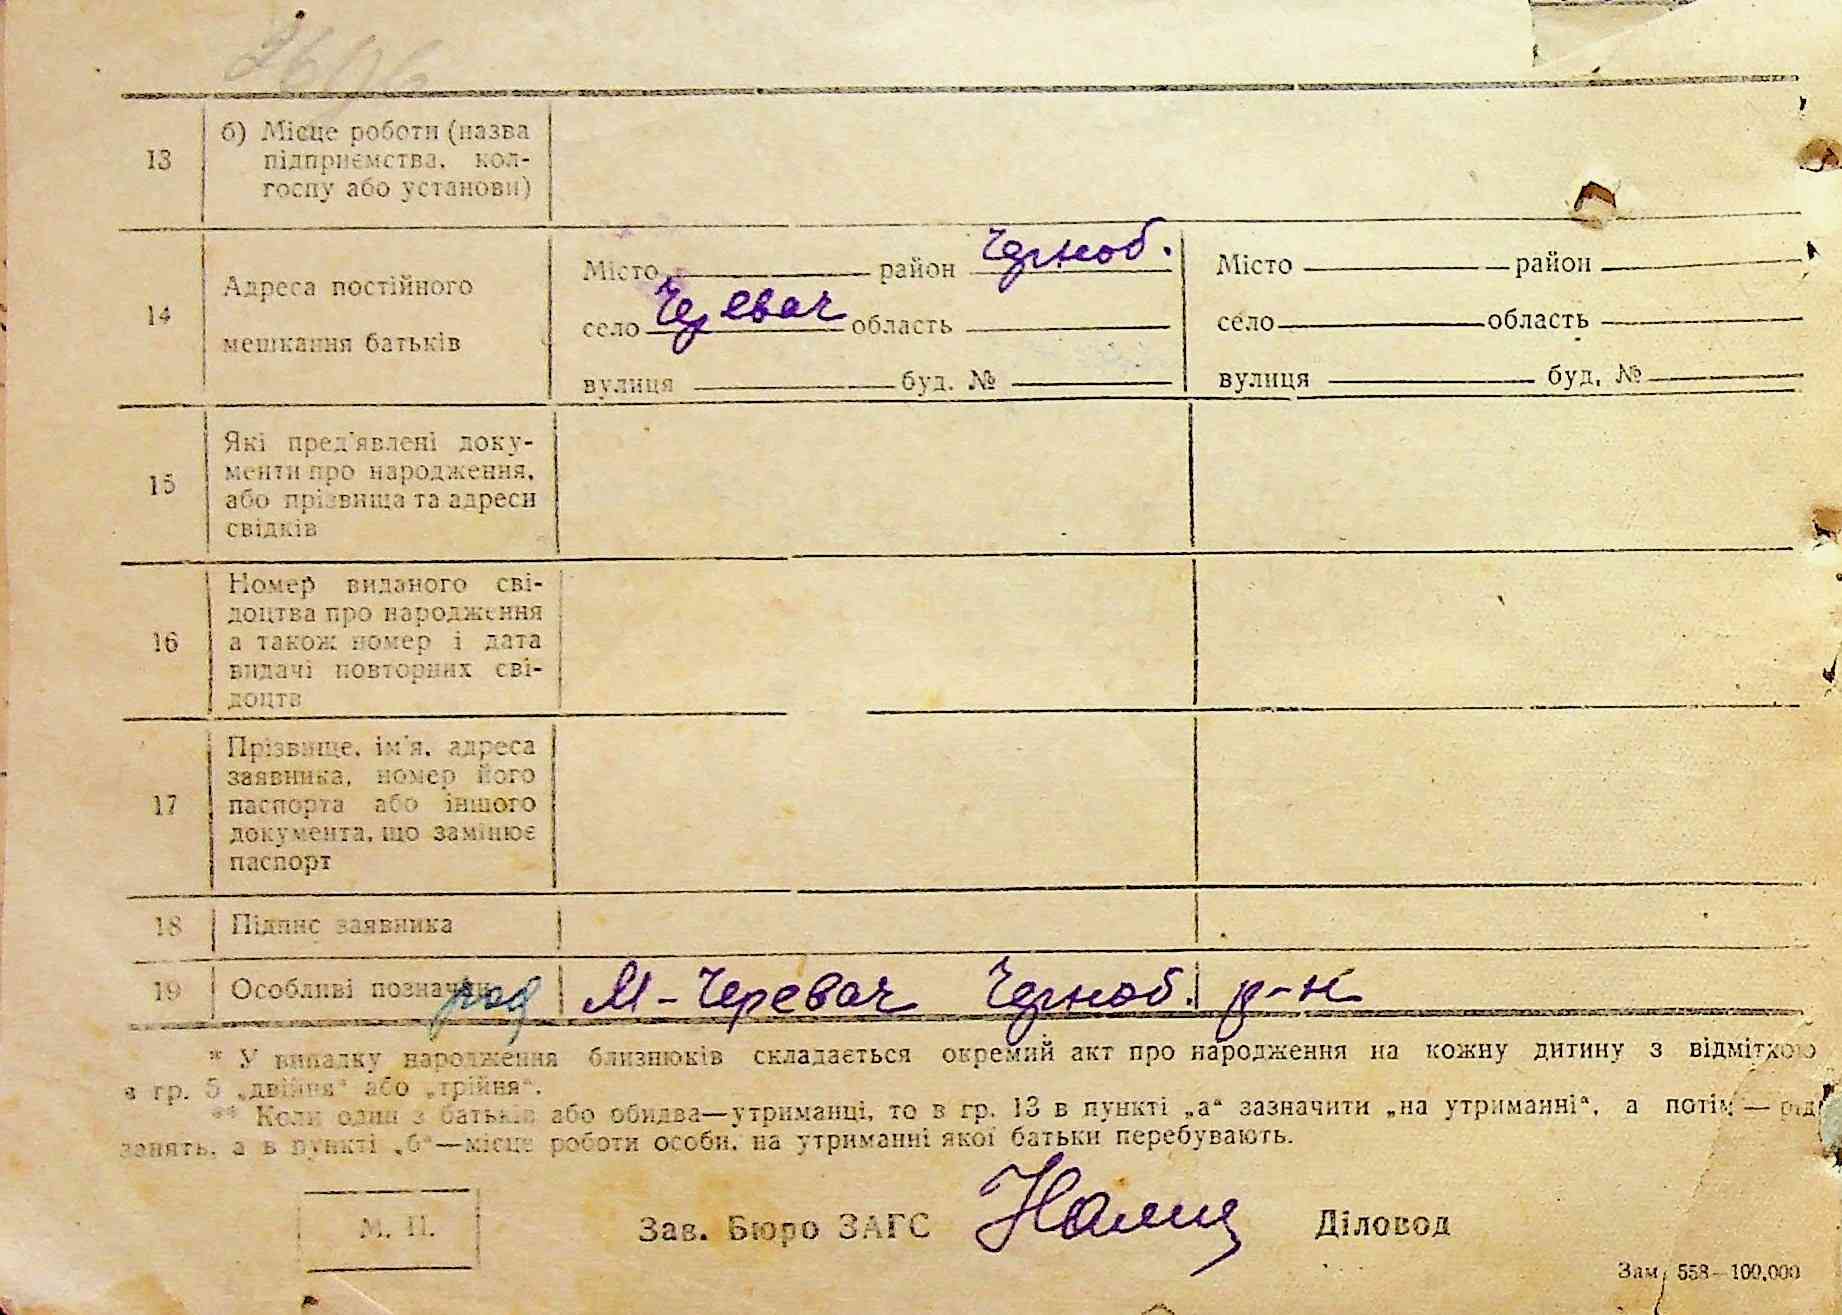 2606
13
б) Місце роботи (назва
підприємства, кол-
госпу або установи)
14
Адреса постійного
мешкання батьків
Місто район Черноб.
село Черевач область
вулиця буд. №
Місто район
село область
вулиця буд. №
15
Які пред'явлені доку-
менти про народження,
або прізвища та адреси
свідків
16
Номер виданого сві-
доцтва про народження
а також номер і дата
видачі повторних сві-
доцтв
17
Прізвище, ім'я, адреса
заявника, номер його
паспорта або іншого
документа, що замінює
паспорт
18
Підпис заявника
19
Особливі позначки
род М-Черевач Черноб. р-н
* У випадку народження близнюків складається окремий акт про народження на кожну дитину з відміткою
в гр. 5 „двійня“ або „трійня“.
** Коли один з батьків або обидва—утриманці, то в гр. 13 в пункті „а“ зазначити „на утриманні“, а потім — рід
занять, а в пункті „б“—місце роботи особи, на утриманні якої батьки перебувають.
М. П.
Зав. Бюро ЗАГС
Діловод
Зам. 558—100,000